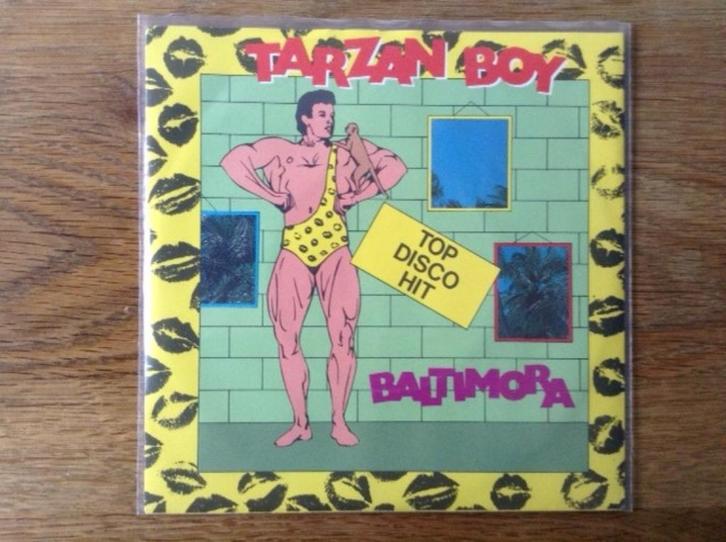 TARZAN BOY
TOP
DISCO
HIT
BALTIMORA